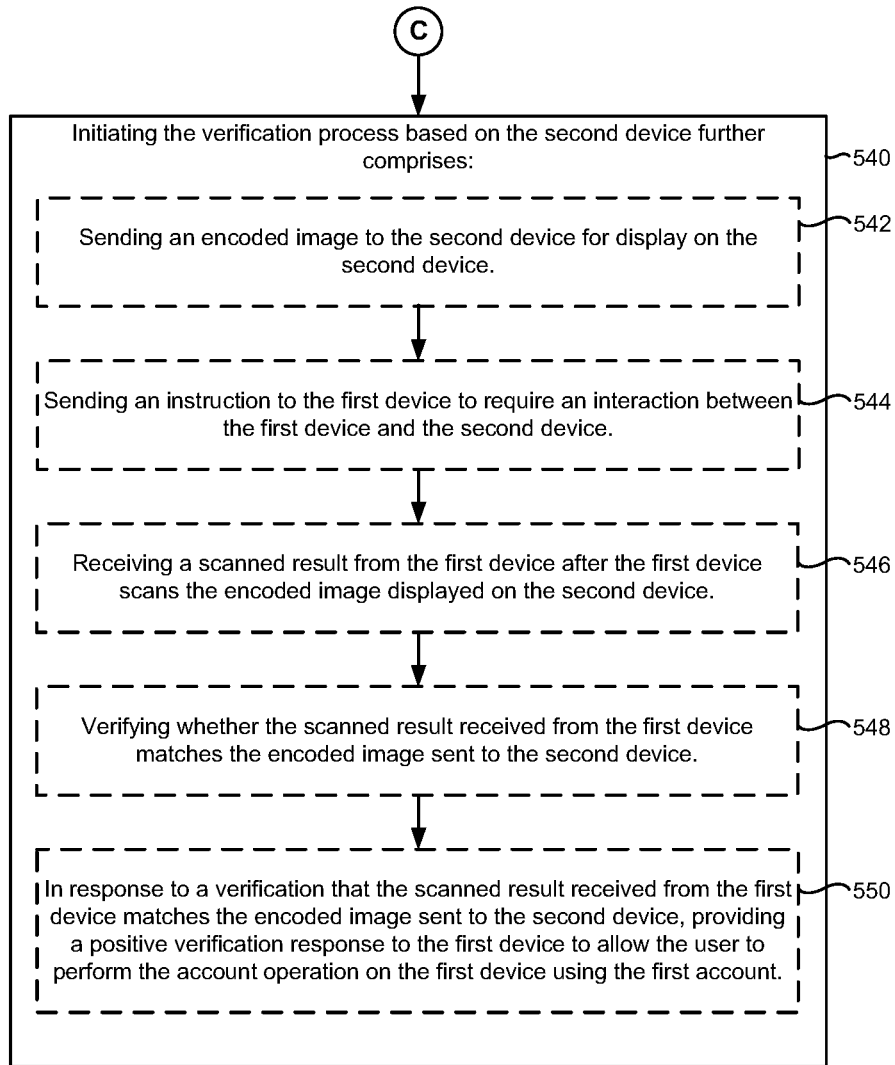 C
Initiating the verification process based on the second device further
comprises:
540
Sending an encoded image to the second device for display on the
second device.
542
Sending an instruction to the first device to require an interaction between
the first device and the second device.
544
Receiving a scanned result from the first device after the first device
scans the encoded image displayed on the second device.
546
Verifying whether the scanned result received from the first device
matches the encoded image sent to the second device.
548
In response to a verification that the scanned result received from the first
device matches the encoded image sent to the second device, providing
a positive verification response to the first device to allow the user to
perform the account operation on the first device using the first account.
550